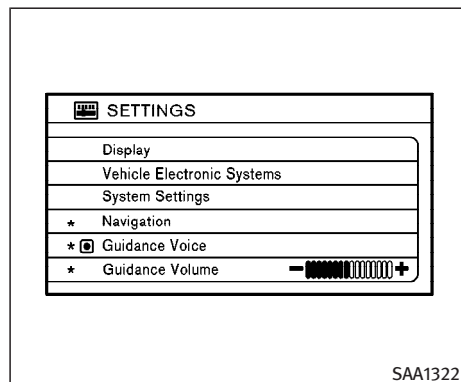 SETTINGS
Display
Vehicle Electronic Systems
System Settings
* Navigation
* Guidance Voice
* Guidance Volume − +
SAA1322